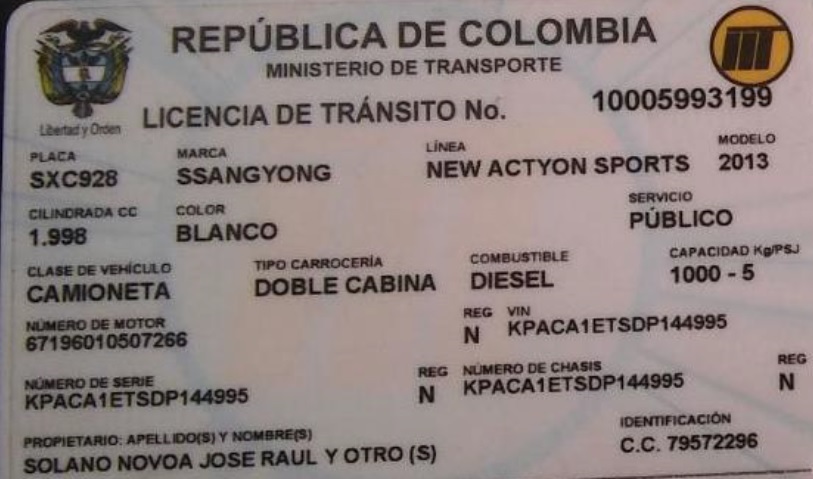 REPÚBLICA DE COLOMBIA
MINISTERIO DE TRANSPORTE
Libertad y Orden
LICENCIA DE TRÁNSITO No. 10005993199
PLACA MARCA LÍNEA MODELO
SXC928 SSANGYONG NEW ACTYON SPORTS 2013
CILINDRADA CC COLOR SERVICIO
1.998 BLANCO PÚBLICO
CLASE DE VEHÍCULO TIPO CARROCERÍA COMBUSTIBLE CAPACIDAD Kg/PSJ
CAMIONETA DOBLE CABINA DIESEL 1000 - 5
NÚMERO DE MOTOR REG VIN
67196010507266 N KPACA1ETSDP144995
NÚMERO DE SERIE REG NÚMERO DE CHASIS REG
KPACA1ETSDP144995 N KPACA1ETSDP144995 N
PROPIETARIO: APELLIDO(S) Y NOMBRE(S) IDENTIFICACIÓN
SOLANO NOVOA JOSE RAUL Y OTRO (S) C.C. 79572296